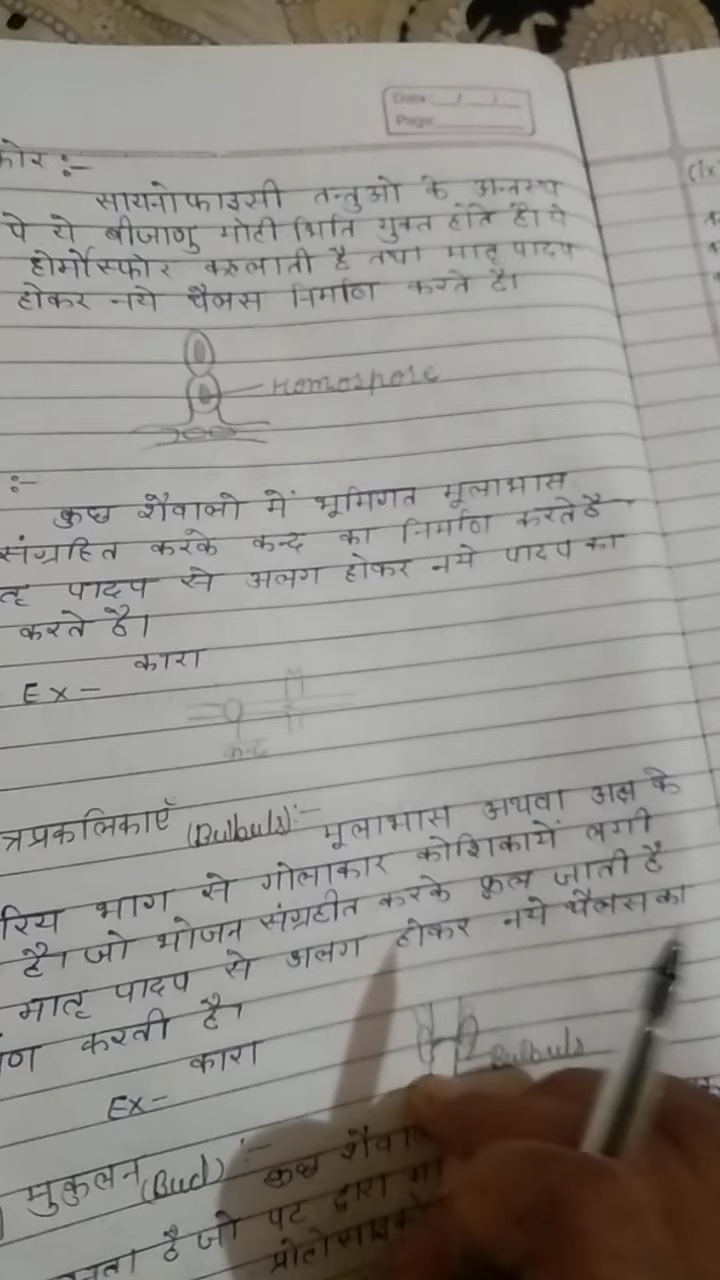 Date
Page
फोर :-
सायनोफाइसी तन्तुओ के अन्तस्थ
पे ये बीजाणु मोटी भिति युक्त होते है। ये
होर्मोस्फोर कहलाती है तथा मातृ पादप
होकर नये थैलस निर्माण करते है।
Homospore
:-
कुछ शैवालो में भूमिगत मूलाभास
संग्रहित करके कन्द का निर्माण करते है
तृ पादप से अलग होकर नये पादप का
करते है।
Ex - कारा
कन्द
त्रप्रकलिकाएँ (Bulbuls):- मूलाभास अथवा अक्ष के
रिय भाग से गोलाकार कोशिकायें लगी
है। जो भोजन संग्रहीत करके फूल जाती है
मातृ पादप से अलग होकर नये थैलस का
ण करती है।
Ex- कारा
Bulbuls
मुकुलन (Bud) :- कुछ शैवा
है जो पट द्वारा